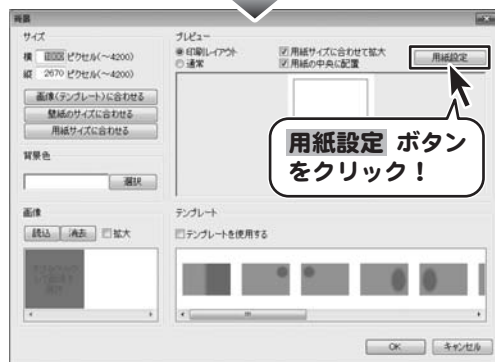 背景
サイズ
横 ピクセル(～4200)
縦 2670 ピクセル(～4200)
画像(テンプレート)に合わせる
壁紙のサイズに合わせる
用紙サイズに合わせる
背景色
選択
画像
読込 消去 拡大
プレビュー
印刷レイアウト
通常
用紙サイズに合わせて拡大
用紙の中央に配置
用紙設定
用紙設定 ボタン
をクリック！
テンプレート
テンプレートを使用する
OK キャンセル